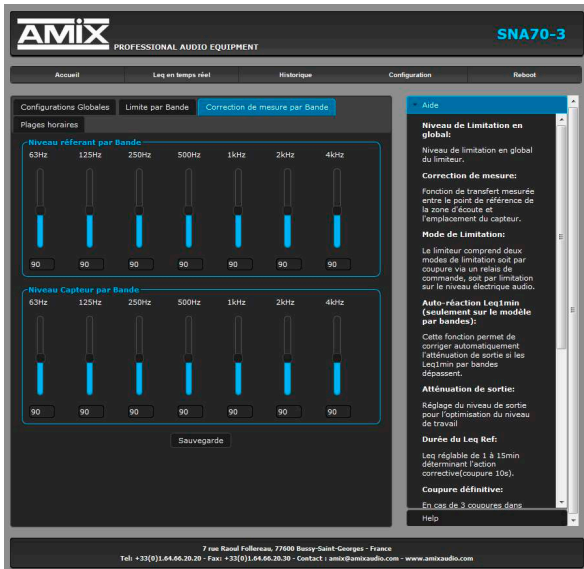 AMIX
PROFESSIONAL AUDIO EQUIPMENT
SNA70-3
Accueil Leq en temps réel Historique Configuration Reboot
Configurations Globales Limite par Bande Correction de mesure par Bande
Plages horaires
Niveau réferant par Bande
63Hz 125Hz 250Hz 500Hz 1kHz 2kHz 4kHz
90 90 90 90 90 90 90
Niveau Capteur par Bande
63Hz 125Hz 250Hz 500Hz 1kHz 2kHz 4kHz
90 90 90 90 90 90 90
Sauvegarde
Aide
Niveau de Limitation en
global:
Niveau de limitation en global
du limiteur.
Correction de mesure:
Fonction de transfert mesurée
entre le point de référence de
la zone d'écoute et
l'emplacement du capteur.
Mode de Limitation:
Le limiteur comprend deux
modes de limitation soit par
coupure via un relais de
commande, soit par limitation
sur le niveau électrique audio.
Auto-réaction Leq1min
(seulement sur le modèle
par bandes):
Cette fonction permet de
corriger automatiquement
l'atténuation de sortie si les
Leq1min par bandes
dépassent.
Atténuation de sortie:
Réglage du niveau de sortie
pour l'optimisation du niveau
de travail
Durée du Leq Ref:
Leq réglable de 1 à 15min
déterminant l'action
corrective(coupure 10s).
Coupure définitive:
En cas de 3 coupures dans
Help
7 rue Raoul Follereau, 77600 Bussy-Saint-Georges - France
Tel: +33(0)1.64.66.20.20 - Fax: +33(0)1.64.66.20.30 - Contact : amix@amixaudio.com - www.amixaudio.com